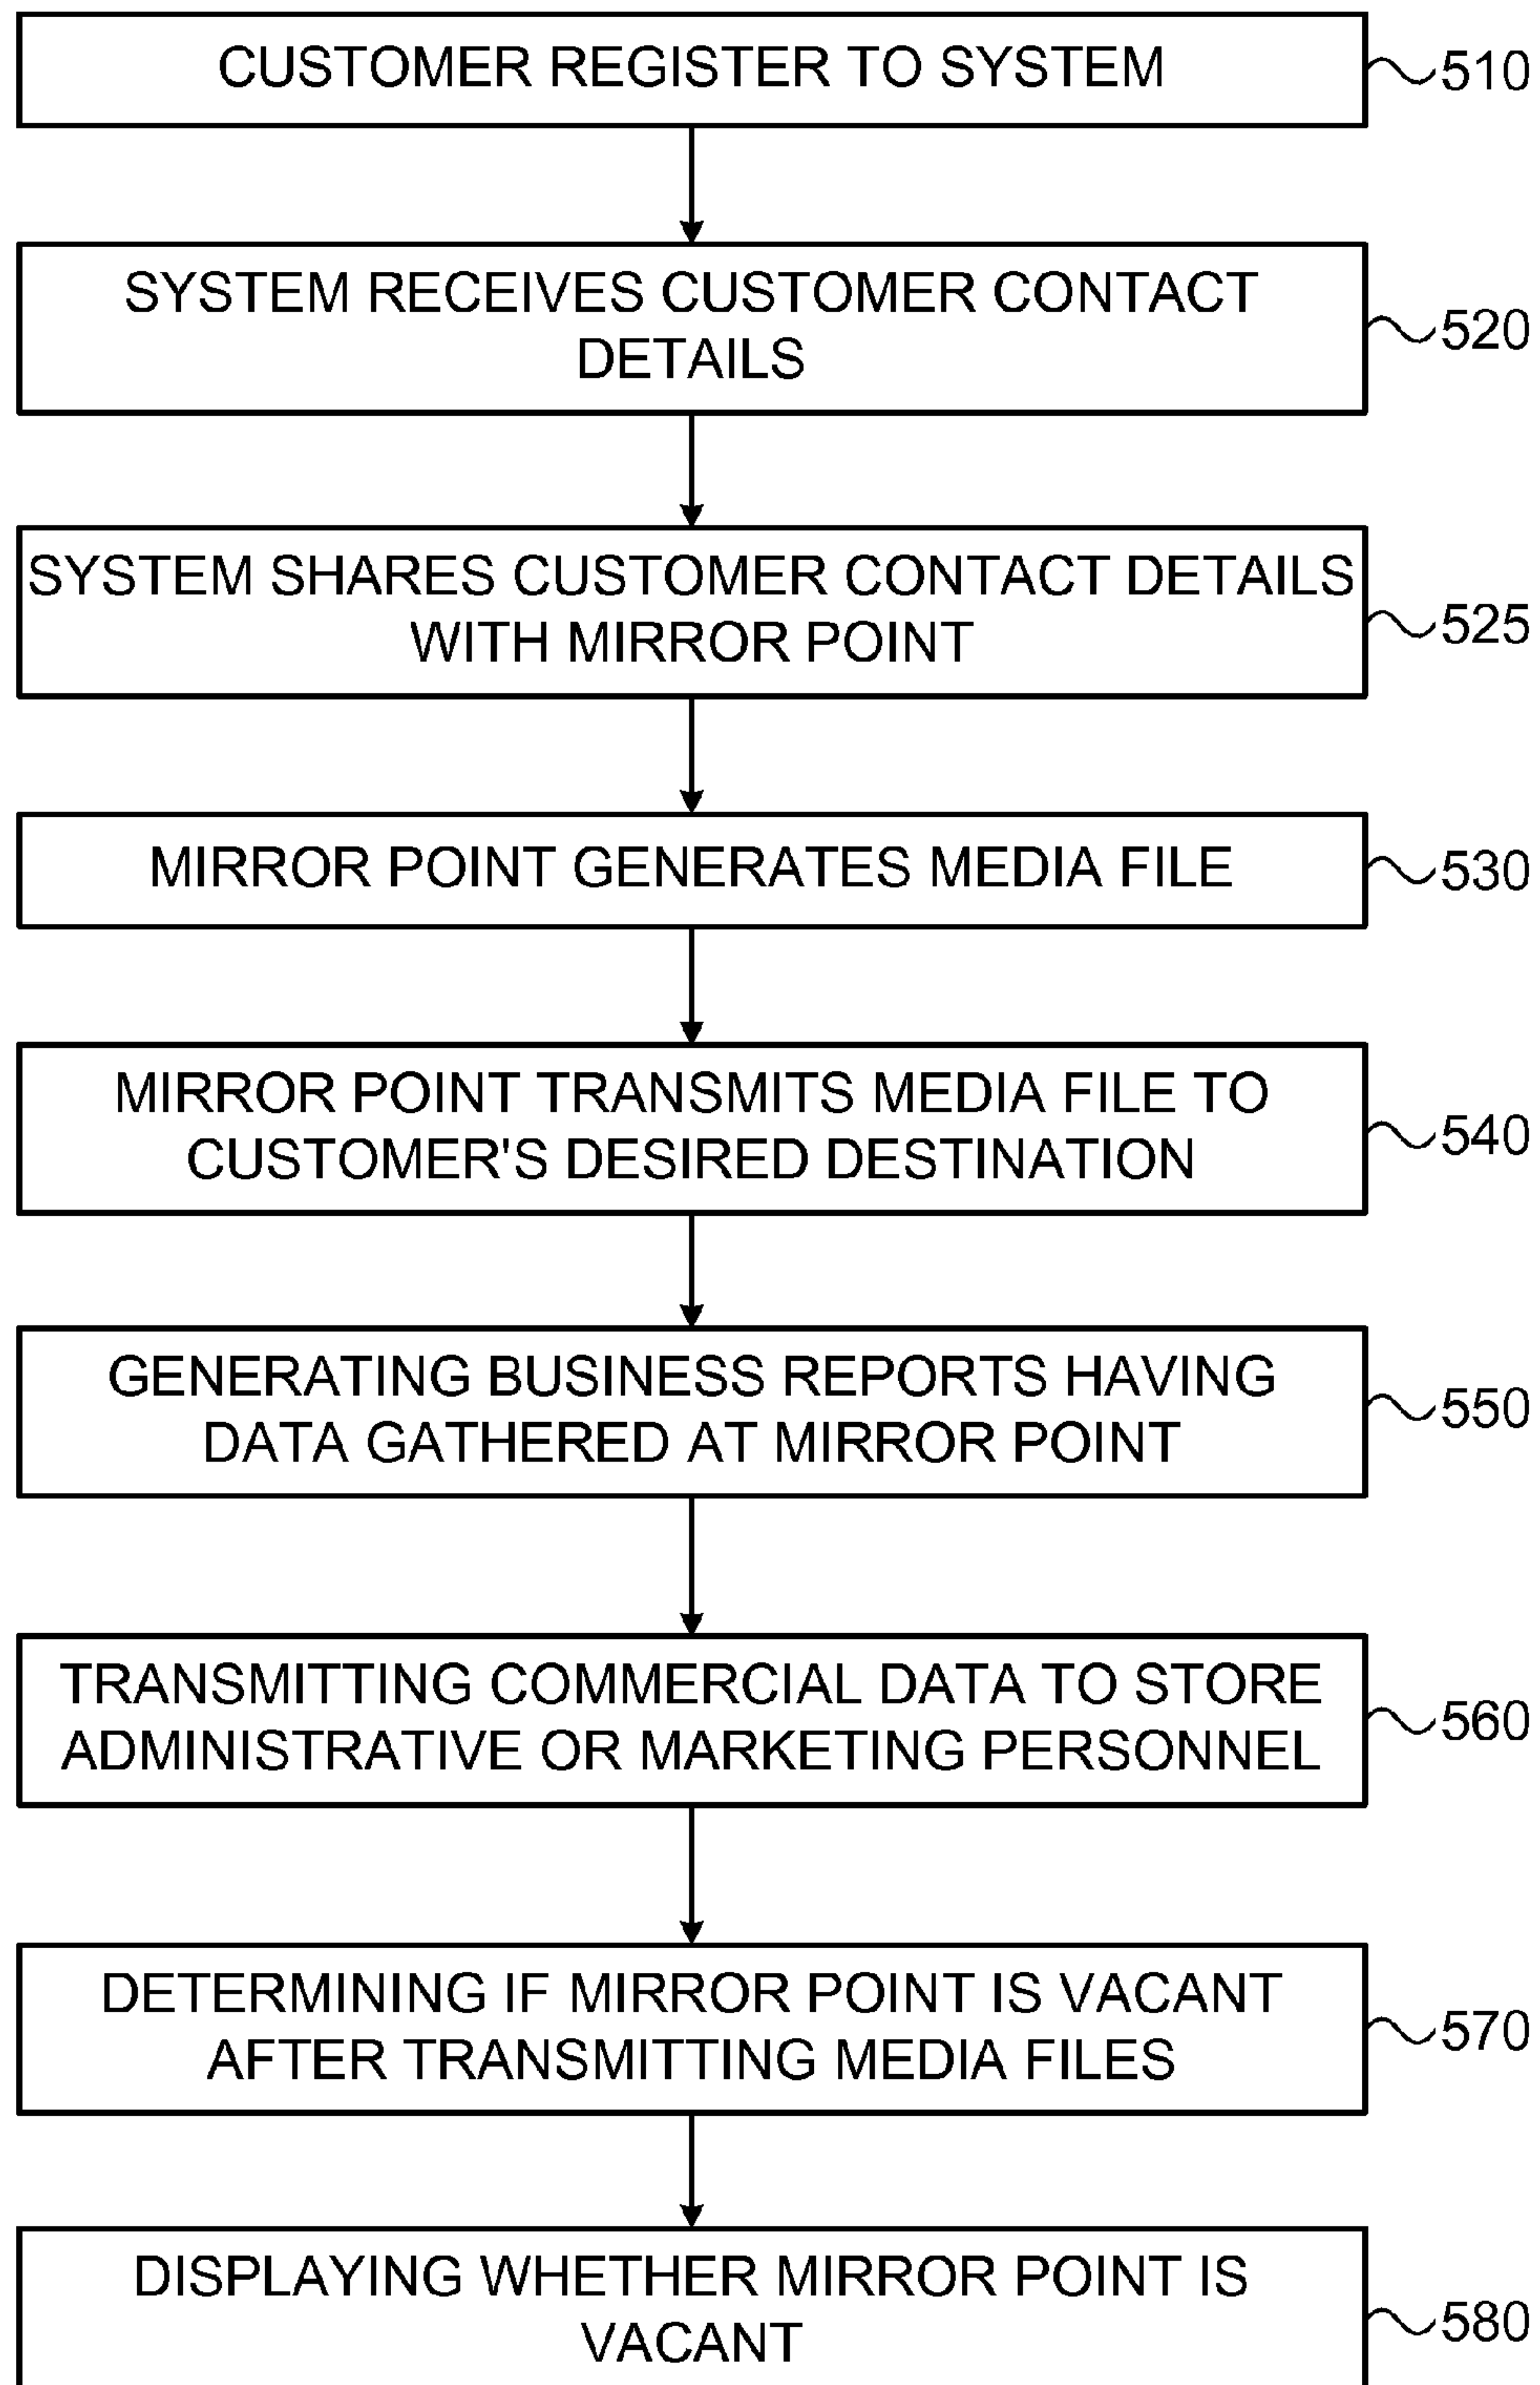 CUSTOMER REGISTER TO SYSTEM
510
SYSTEM RECEIVES CUSTOMER CONTACT
DETAILS
520
SYSTEM SHARES CUSTOMER CONTACT DETAILS
WITH MIRROR POINT
525
MIRROR POINT GENERATES MEDIA FILE
530
MIRROR POINT TRANSMITS MEDIA FILE TO
CUSTOMER'S DESIRED DESTINATION
540
GENERATING BUSINESS REPORTS HAVING
DATA GATHERED AT MIRROR POINT
550
TRANSMITTING COMMERCIAL DATA TO STORE
ADMINISTRATIVE OR MARKETING PERSONNEL
560
DETERMINING IF MIRROR POINT IS VACANT
AFTER TRANSMITTING MEDIA FILES
570
DISPLAYING WHETHER MIRROR POINT IS
VACANT
580